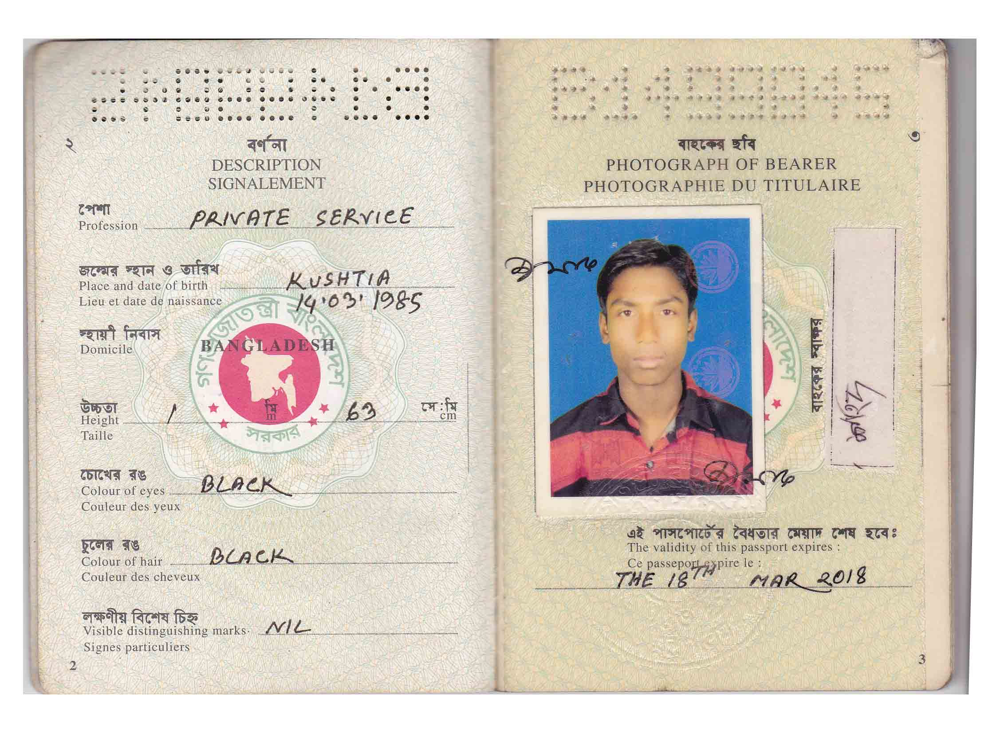 B1400045
২
বর্ণনা
DESCRIPTION
SIGNALEMENT
পেশা
Profession PRIVATE SERVICE
জন্মের স্হান ও তারিখ
Place and date of birth KUSHTIA
Lieu et date de naissance 14.03.1985
স্হায়ী নিবাস
Domicile BANGLADESH
গণপ্রজাতন্ত্রী বাংলাদেশ
সরকার
উচ্চতা মি সে:মি
Height 1 m 63 cm
Taille
চোখের রঙ
Colour of eyes BLACK
Couleur des yeux
চুলের রঙ
Colour of hair BLACK
Couleur des cheveux
লক্ষণীয় বিশেষ চিহ্ন
Visible distinguishing marks NIL
Signes particuliers
2
৩
বাহকের ছবি
PHOTOGRAPH OF BEARER
PHOTOGRAPHIE DU TITULAIRE
বাহকের স্বাক্ষর
এই পাসপোর্টের বৈধতার মেয়াদ শেষ হবেঃ
The validity of this passport expires :
Ce passeport expire le :
THE 18TH MAR 2018
3